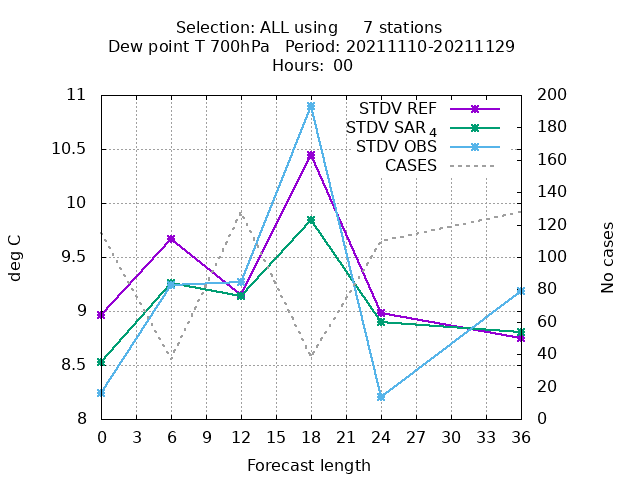 Selection: ALL using     7 stations
Dew point T 700hPa   Period: 20211110-20211129
Hours:  00
STDV REF
STDV SAR 4
STDV OBS
CASES
deg C
11
10.5
10
9.5
9
8.5
8
200
180
160
140
120
100
80
60
40
20
0
No cases
0 3 6 9 12 15 18 21 24 27 30 33 36
Forecast length